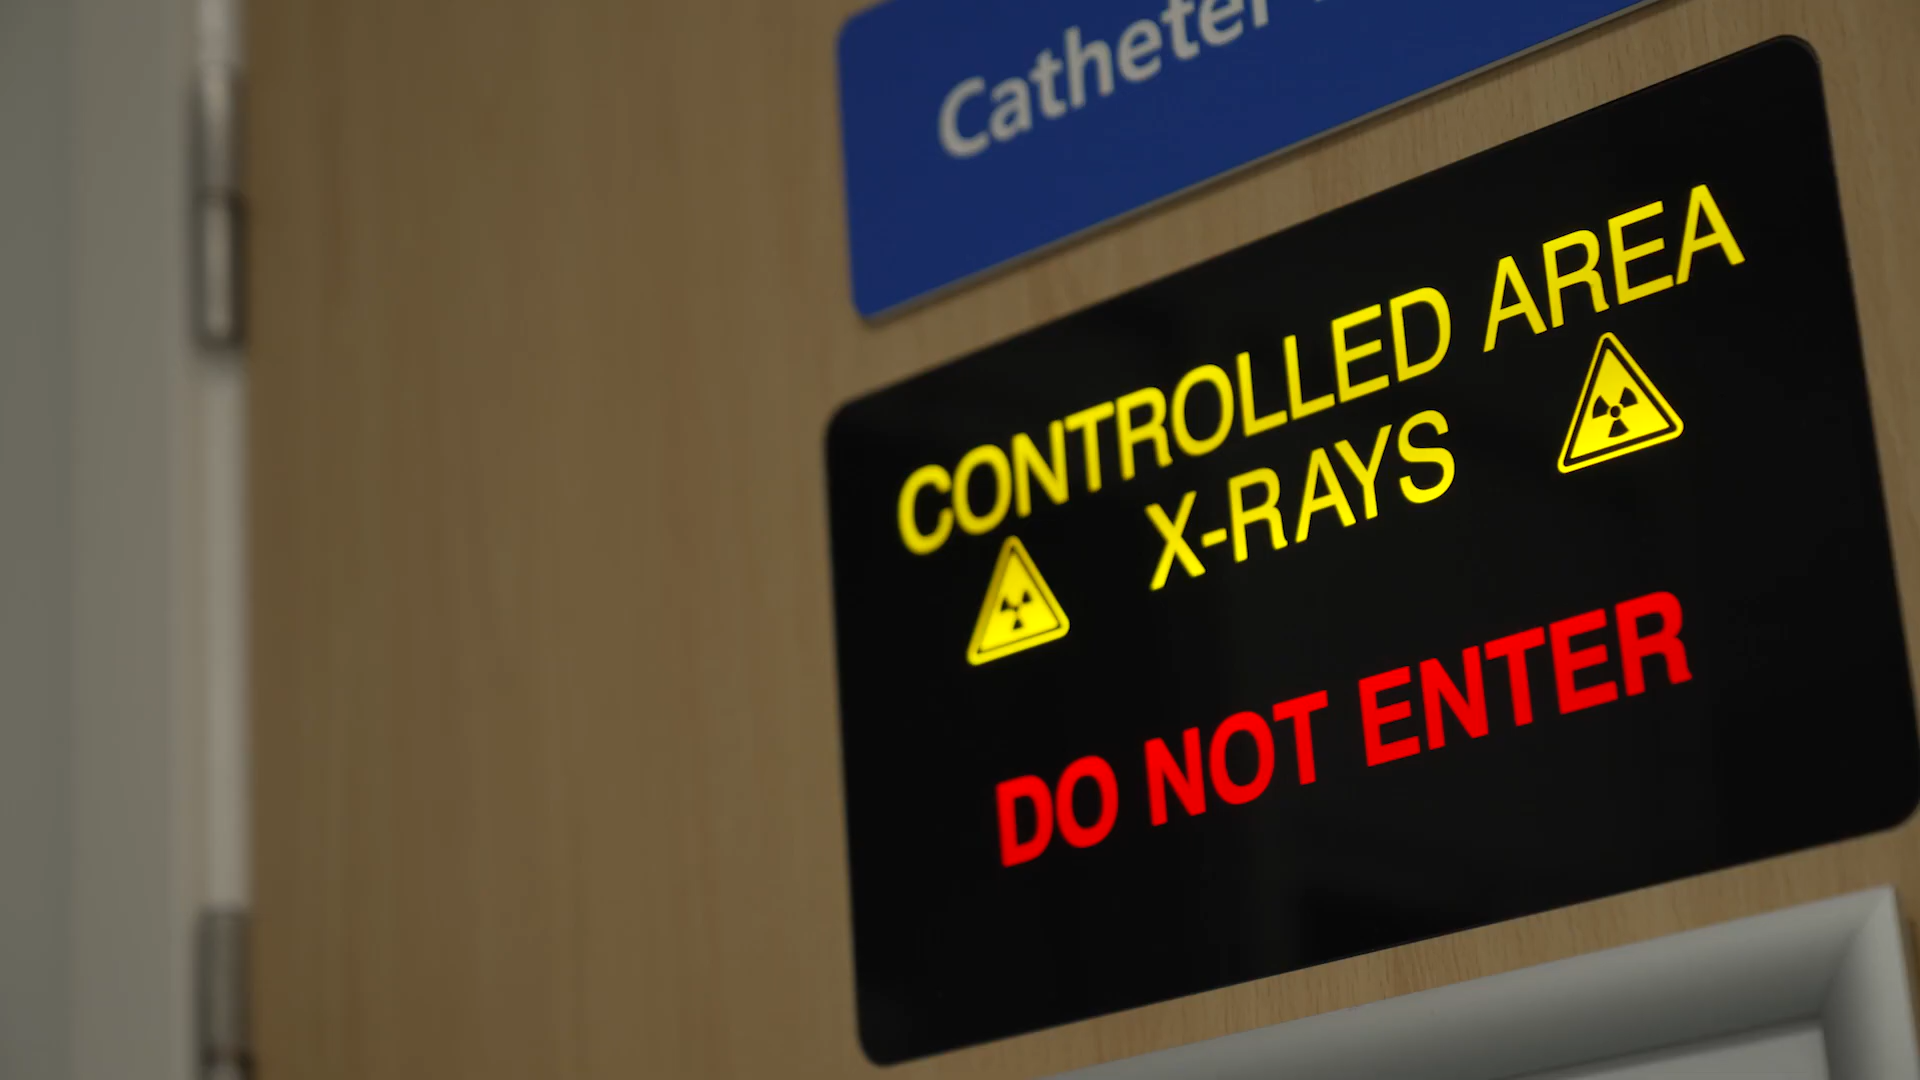 Catheter
CONTROLLED AREA
X-RAYS
DO NOT ENTER